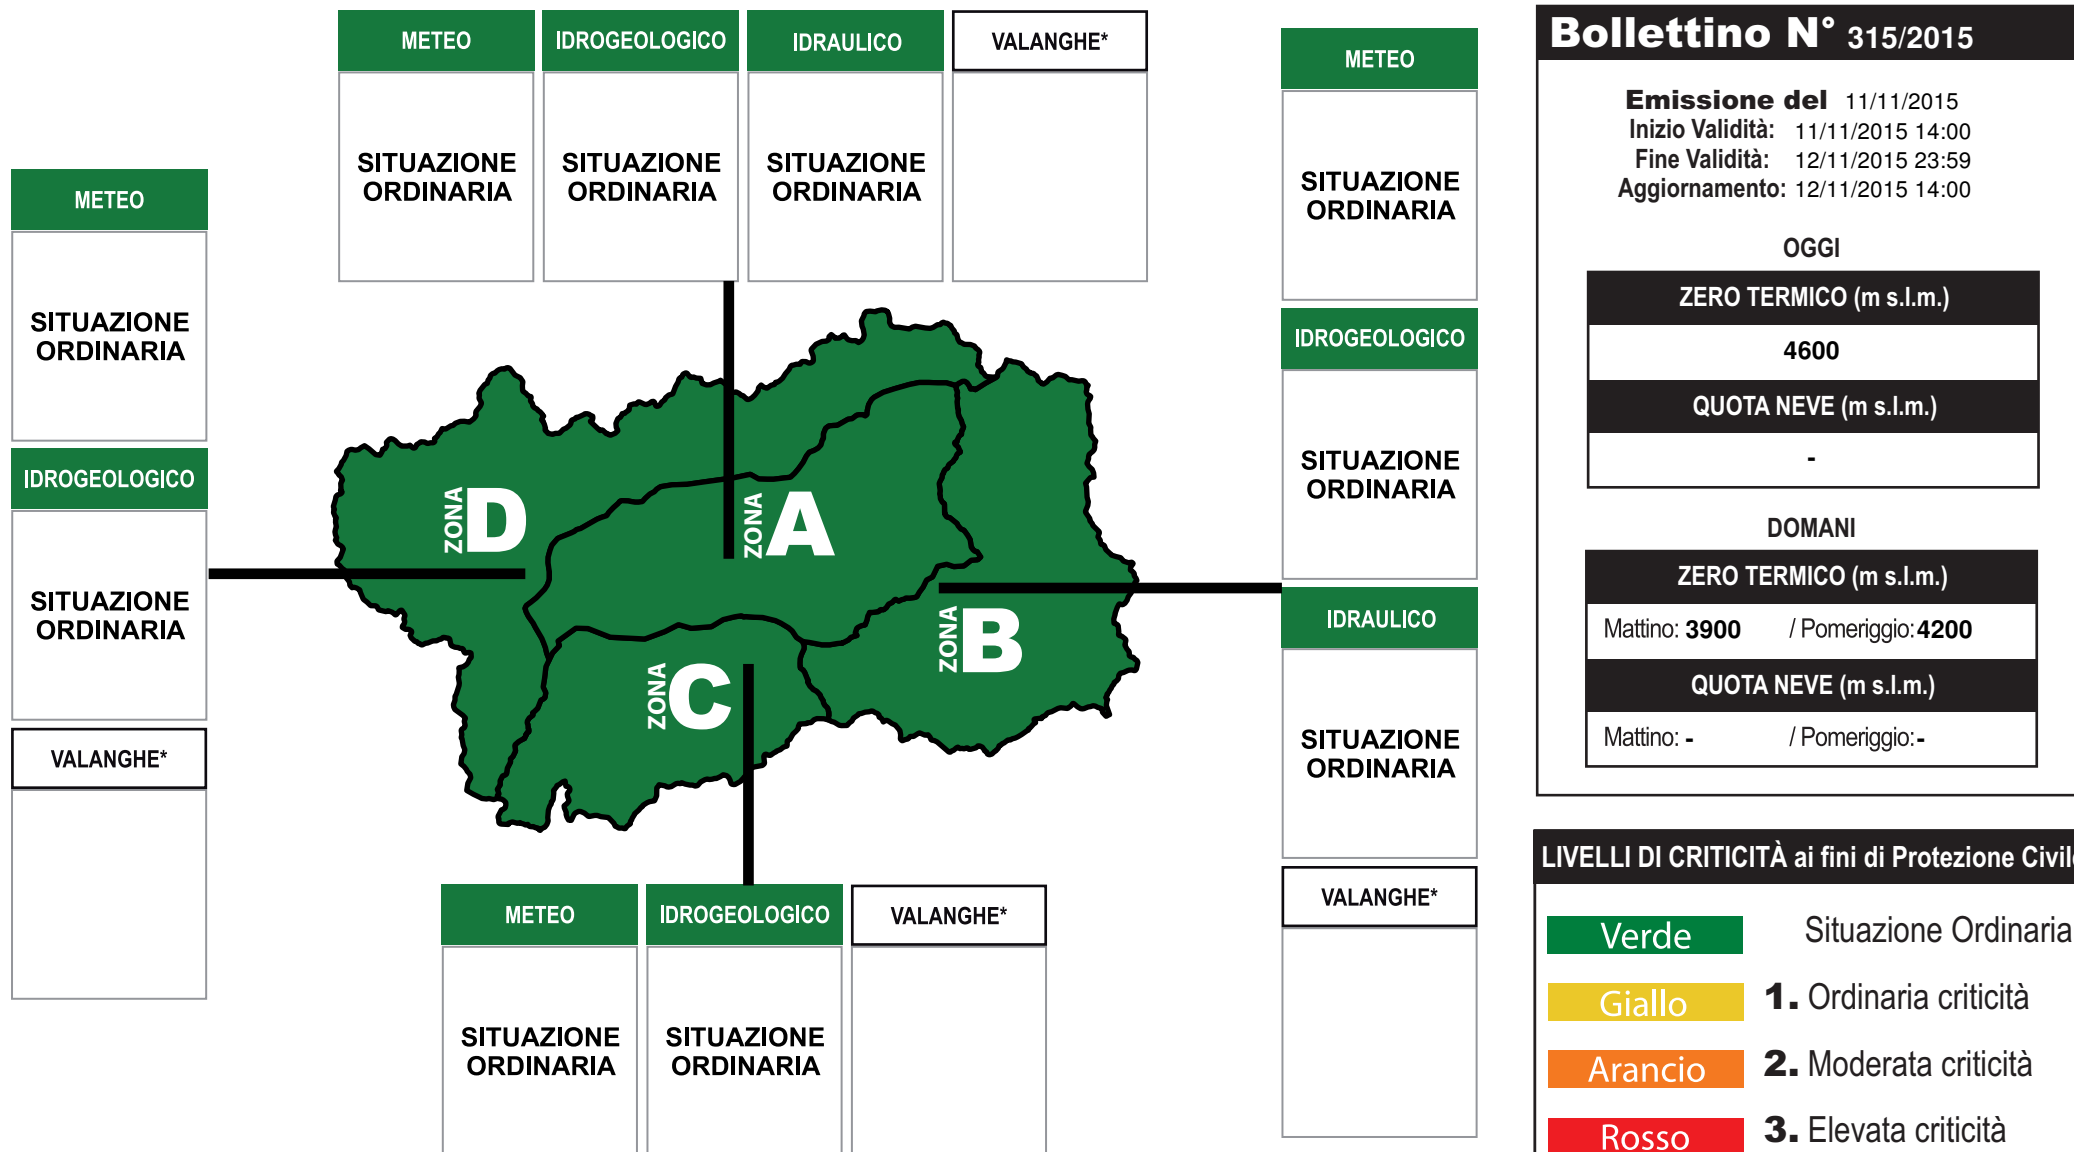 METEO
IDROGEOLOGICO
IDRAULICO
VALANGHE*
SITUAZIONE
ORDINARIA
SITUAZIONE
ORDINARIA
SITUAZIONE
ORDINARIA
METEO
SITUAZIONE
ORDINARIA
IDROGEOLOGICO
SITUAZIONE
ORDINARIA
VALANGHE*
ZONA D
ZONA A
ZONA B
ZONA C
METEO
SITUAZIONE
ORDINARIA
IDROGEOLOGICO
SITUAZIONE
ORDINARIA
IDRAULICO
SITUAZIONE
ORDINARIA
VALANGHE*
METEO
IDROGEOLOGICO
VALANGHE*
SITUAZIONE
ORDINARIA
SITUAZIONE
ORDINARIA
Bollettino N° 315/2015
Emissione del 11/11/2015
Inizio Validità: 11/11/2015 14:00
Fine Validità: 12/11/2015 23:59
Aggiornamento: 12/11/2015 14:00
OGGI
ZERO TERMICO (m s.l.m.)
4600
QUOTA NEVE (m s.l.m.)
-
DOMANI
ZERO TERMICO (m s.l.m.)
Mattino: 3900 / Pomeriggio: 4200
QUOTA NEVE (m s.l.m.)
Mattino: - / Pomeriggio: -
LIVELLI DI CRITICITÀ ai fini di Protezione Civile
Verde Situazione Ordinaria
Giallo 1. Ordinaria criticità
Arancio 2. Moderata criticità
Rosso 3. Elevata criticità